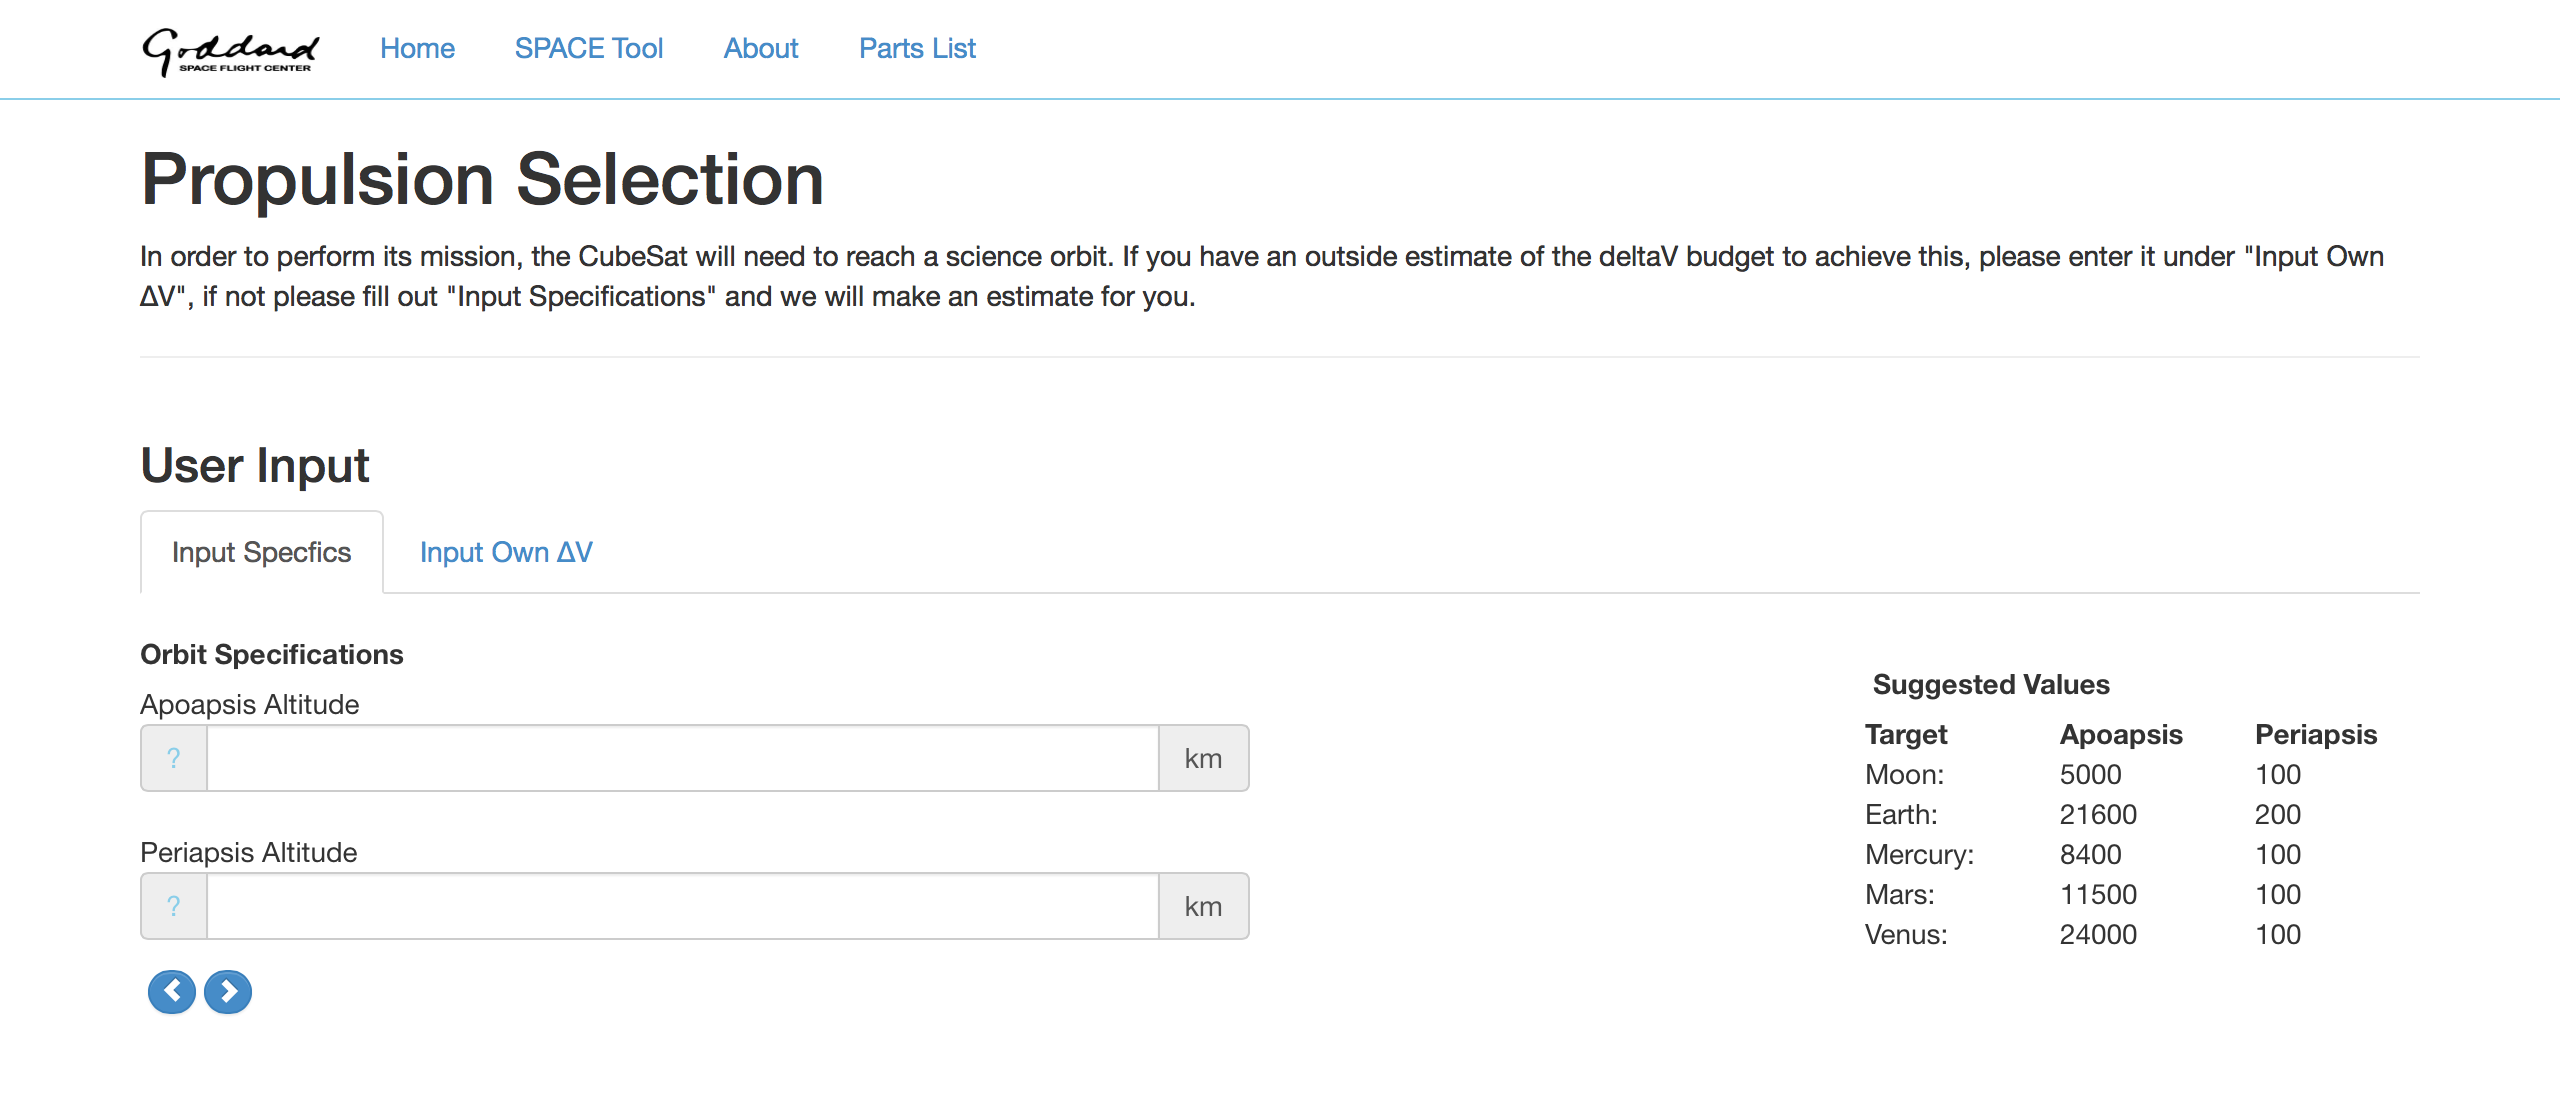 Goddard
SPACE FLIGHT CENTER
Home SPACE Tool About Parts List
Propulsion Selection
In order to perform its mission, the CubeSat will need to reach a science orbit. If you have an outside estimate of the deltaV budget to achieve this, please enter it under "Input Own
ΔV", if not please fill out "Input Specifications" and we will make an estimate for you.
User Input
Input Specfics Input Own ΔV
Orbit Specifications
Apoapsis Altitude
? km
Periapsis Altitude
? km
Suggested Values
Target Apoapsis Periapsis
Moon: 5000 100
Earth: 21600 200
Mercury: 8400 100
Mars: 11500 100
Venus: 24000 100